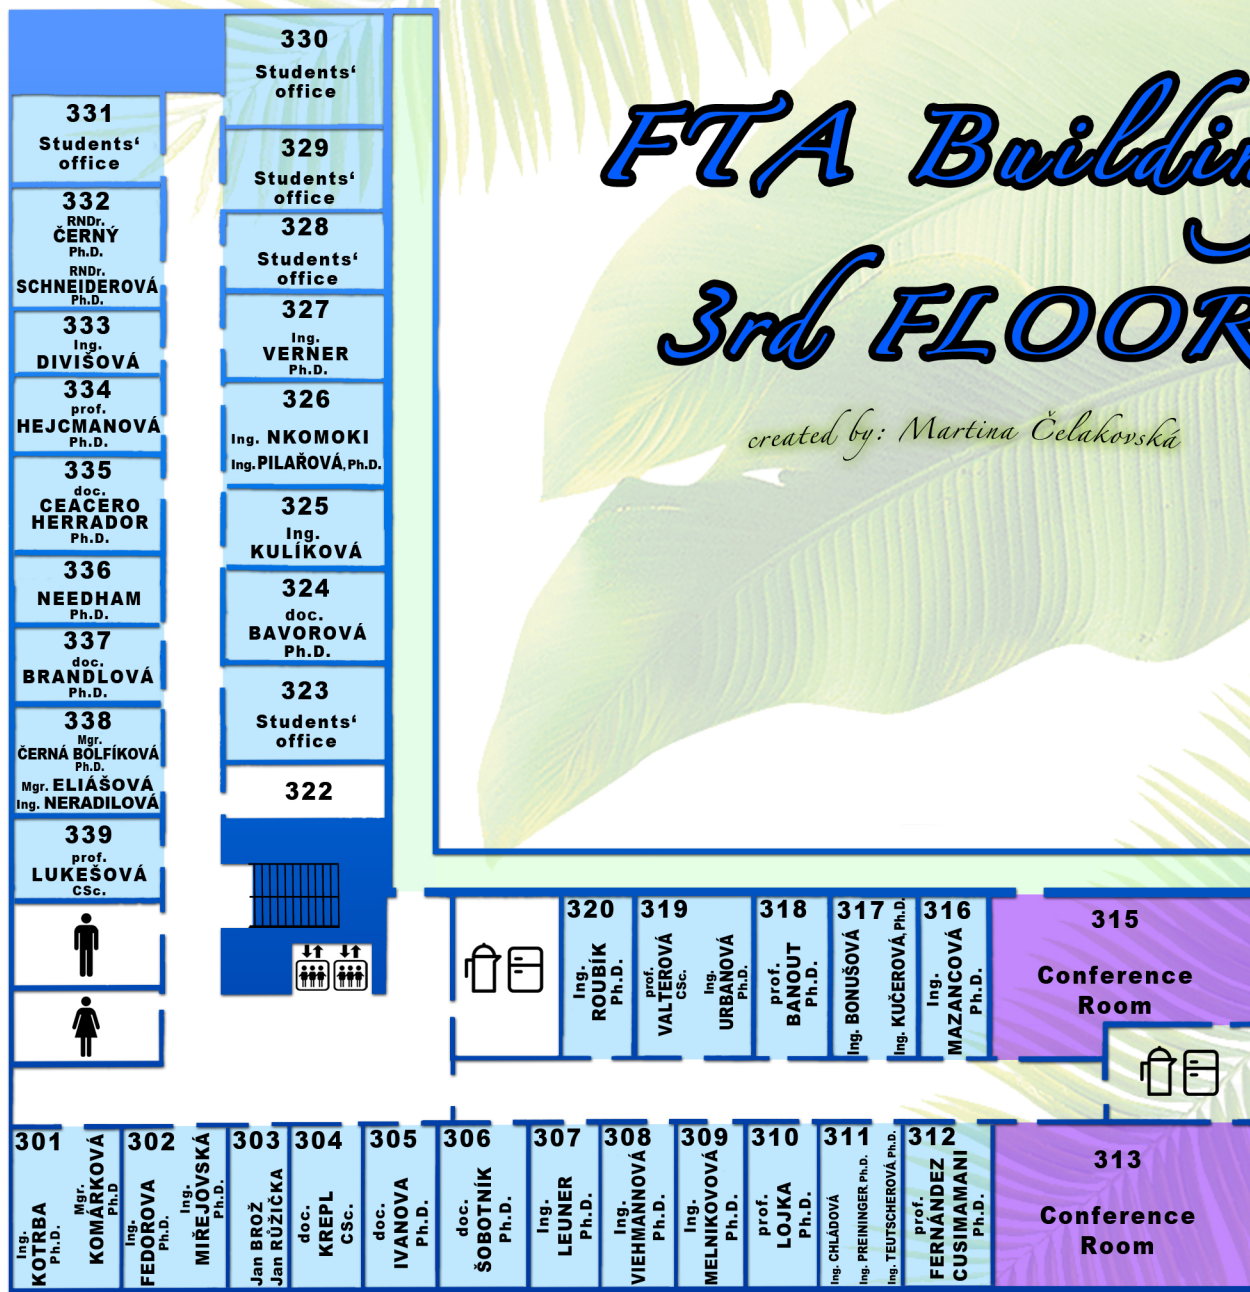 FTA Building
3rd FLOOR
created by: Martina Čelakovská
330
Students‘
office
331
Students‘
office
329
Students‘
office
332
RNDr.
ČERNÝ
Ph.D.
RNDr.
SCHNEIDEROVÁ
Ph.D.
328
Students‘
office
333
Ing.
DIVIŠOVÁ
327
Ing.
VERNER
Ph.D.
334
prof.
HEJCMANOVÁ
Ph.D.
326
Ing. NKOMOKI
Ing. PILAŘOVÁ, Ph.D.
335
doc.
CEACERO
HERRADOR
Ph.D.
325
Ing.
KULÍKOVÁ
336
NEEDHAM
Ph.D.
324
doc.
BAVOROVÁ
Ph.D.
337
doc.
BRANDLOVÁ
Ph.D.
323
Students‘
office
338
Mgr.
ČERNÁ BOLFÍKOVÁ
Ph.D.
Mgr. ELIÁŠOVÁ
Ing. NERADILOVÁ
322
339
prof.
LUKEŠOVÁ
CSc.
320
Ing.
ROUBÍK
Ph.D.
319
prof.
VALTEROVÁ
CSc.
Ing.
URBANOVÁ
Ph.D.
318
prof.
BANOUT
Ph.D.
317
Ing. BONUŠOVÁ
Ing. KUČEROVÁ, Ph.D.
316
Ing.
MAZANCOVÁ
Ph.D.
315
Conference
Room
301
Ing.
KOTRBA
Ph.D.
Mgr.
KOMÁRKOVÁ
Ph.D
302
Ing.
FEDOROVA
Ph.D.
Ing.
MIŘEJOVSKÁ
Ph.D.
303
Jan BROŽ
Jan RŮŽIČKA
304
doc.
KREPL
CSc.
305
doc.
IVANOVA
Ph.D.
306
doc.
ŠOBOTNÍK
Ph.D.
307
Ing.
LEUNER
Ph.D.
308
Ing.
VIEHMANNOVÁ
Ph.D.
309
Ing.
MELNIKOVOVÁ
Ph.D.
310
prof.
LOJKA
Ph.D.
311
Ing. CHLÁDOVÁ
Ing. PREININGER, Ph.D.
Ing. TEUTSCHEROVÁ, Ph.D.
312
prof.
FERNÁNDEZ
CUSIMAMANI
Ph.D.
313
Conference
Room